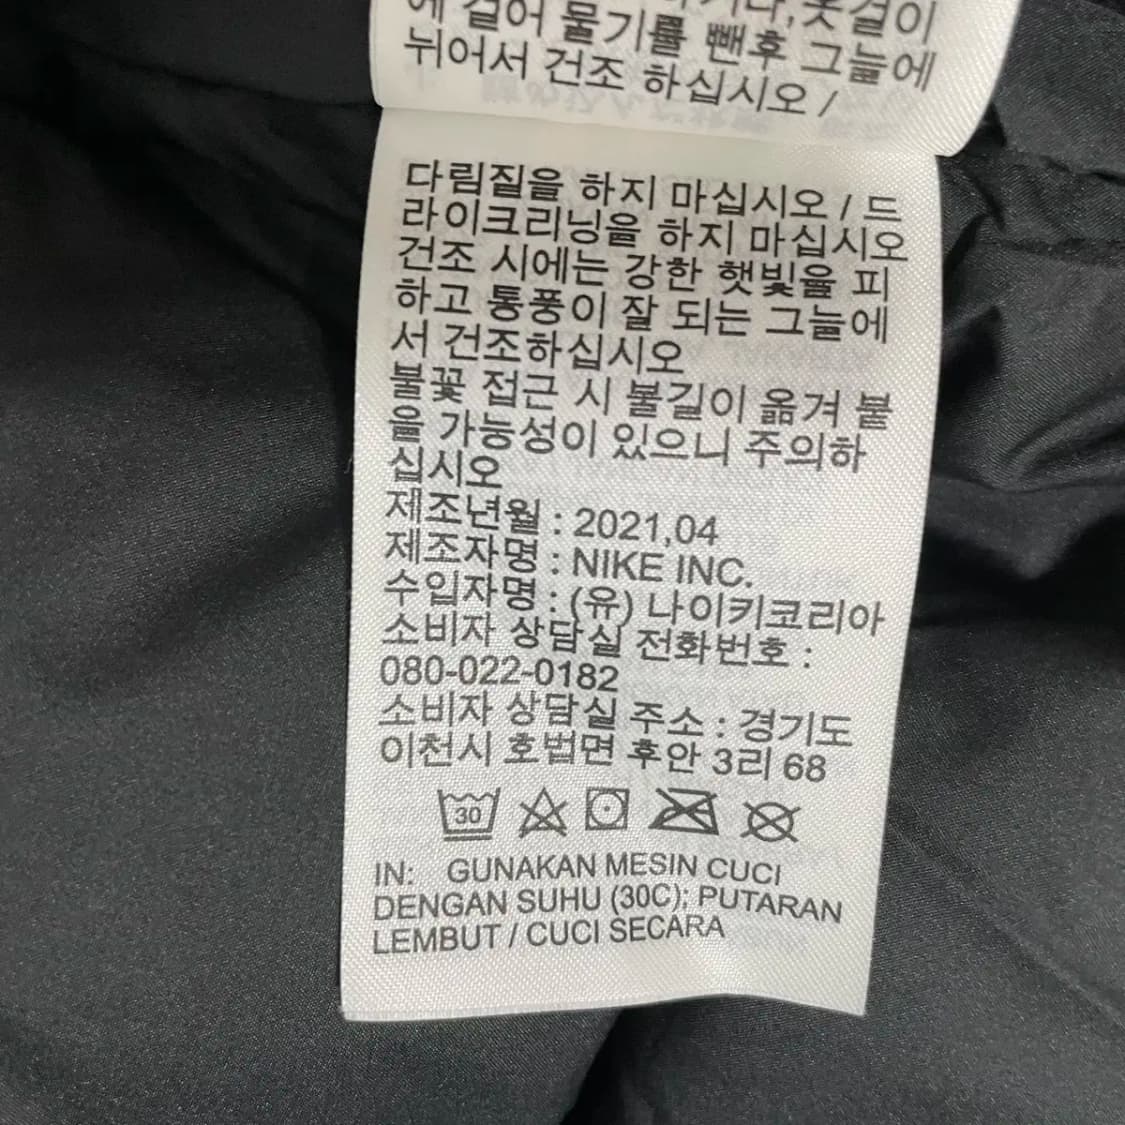 에 걸어 물기를 뺀후 그늘에
뉘어서 건조 하십시오 /
다림질을 하지 마십시오 / 드
라이크리닝을 하지 마십시오
건조 시에는 강한 햇빛을 피
하고 통풍이 잘 되는 그늘에
서 건조하십시오
불꽃 접근 시 불길이 옮겨 붙
을 가능성이 있으니 주의하
십시오
제조년월 : 2021,04
제조자명 : NIKE INC.
수입자명 : (유) 나이키코리아
소비자 상담실 전화번호 :
080-022-0182
소비자 상담실 주소 : 경기도
이천시 호법면 후안 3리 68
30
IN: GUNAKAN MESIN CUCI
DENGAN SUHU (30C); PUTARAN
LEMBUT / CUCI SECARA